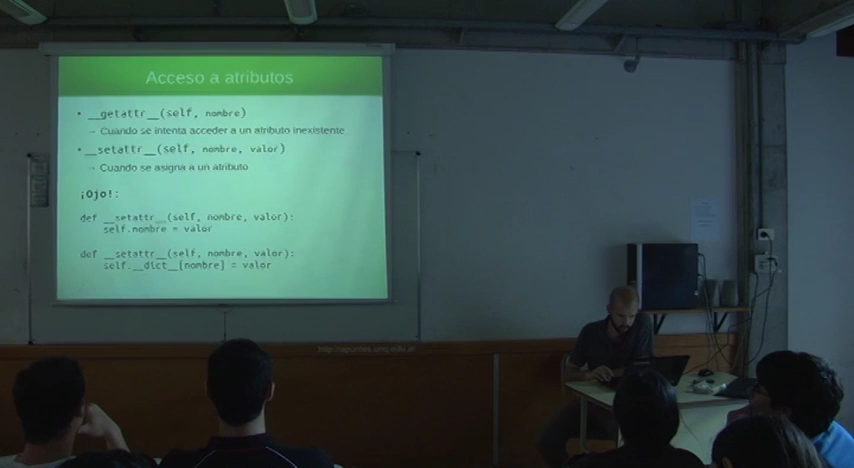 Acceso a atributos
• __getattr__(self, nombre)
→ Cuando se intenta acceder a un atributo inexistente
• __setattr__(self, nombre, valor)
→ Cuando se asigna a un atributo
¡Ojo!:
def __setattr__(self, nombre, valor):
self.nombre = valor
def __setattr__(self, nombre, valor):
self.__dict__[nombre] = valor